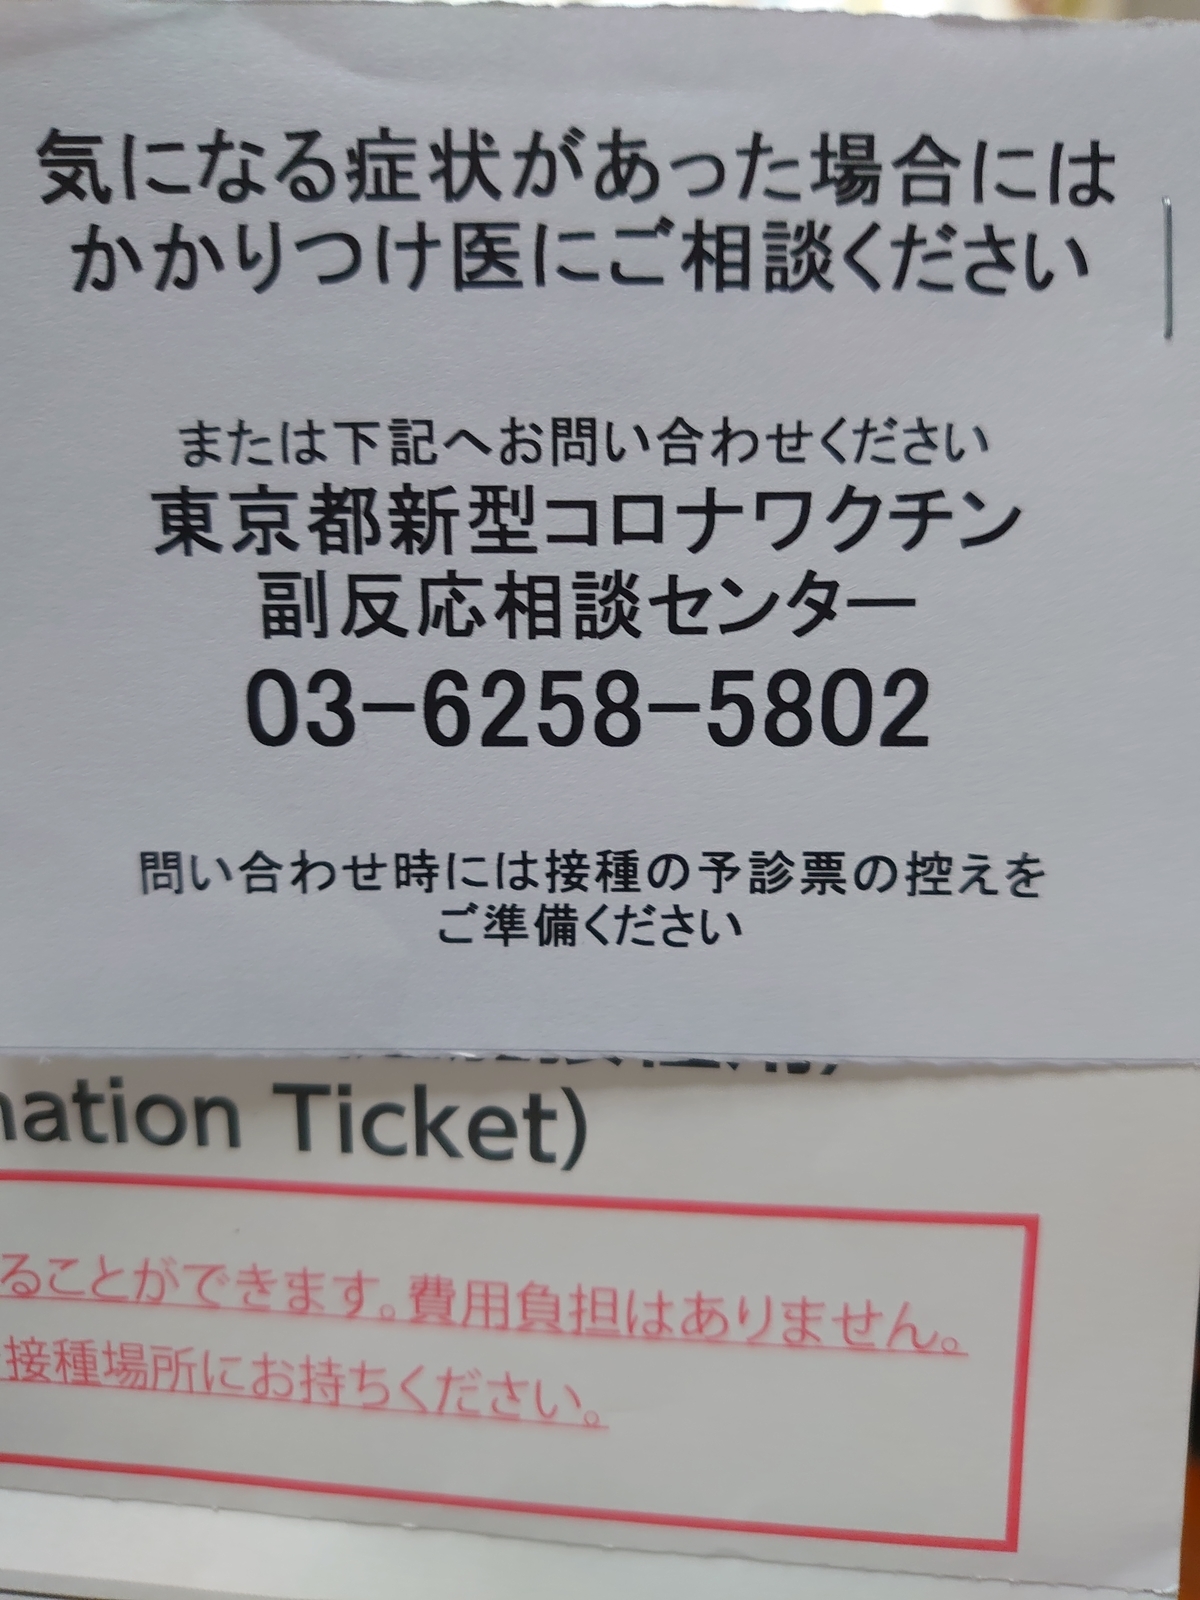 気になる症状があった場合には
かかりつけ医にご相談ください
または下記へお問い合わせください
東京都新型コロナワクチン
副反応相談センター
03-6258-5802
問い合わせ時には接種の予診票の控えを
ご準備ください
nation Ticket)
ることができます。費用負担はありません。
接種場所にお持ちください。